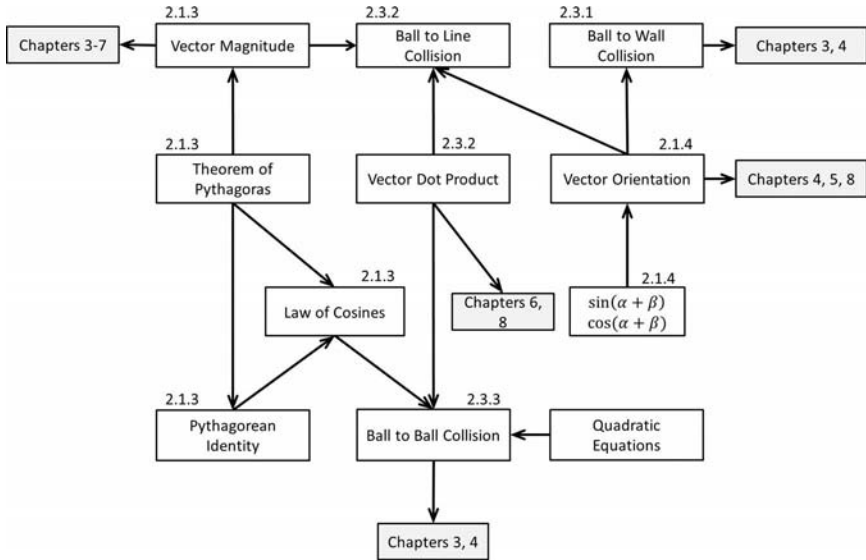 2.1.3
2.3.2
2.3.1
Chapters 3-7
Vector Magnitude
Ball to Line
Collision
Ball to Wall
Collision
Chapters 3, 4
2.1.3
2.3.2
2.1.4
Theorem of
Pythagoras
Vector Dot Product
Vector Orientation
Chapters 4, 5, 8
2.1.3
2.1.4
Law of Cosines
Chapters 6,
8
sin(α + β)
cos(α + β)
2.1.3
2.3.3
Pythagorean
Identity
Ball to Ball Collision
Quadratic
Equations
Chapters 3, 4